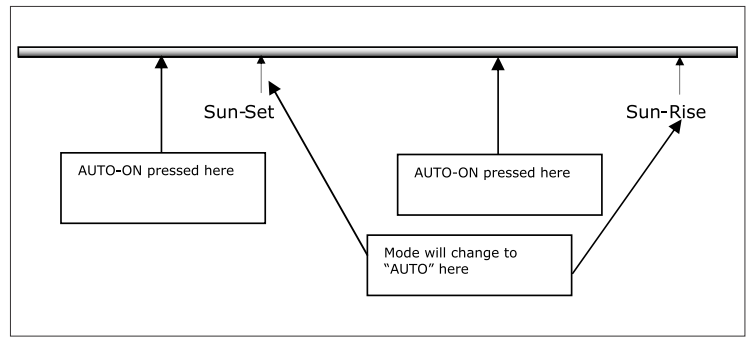 Sun-Set
Sun-Rise
AUTO-ON pressed here
AUTO-ON pressed here
Mode will change to
“AUTO” here